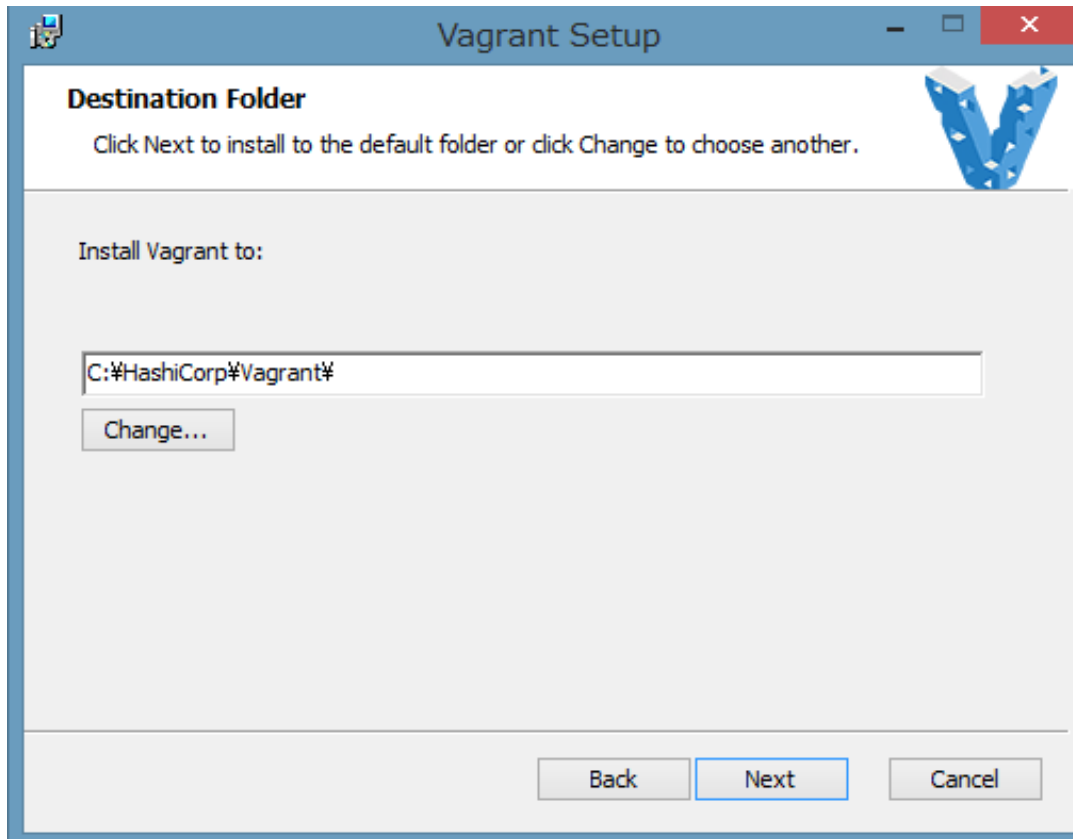 Vagrant Setup
Destination Folder
Click Next to install to the default folder or click Change to choose another.
Install Vagrant to:
C:¥HashiCorp¥Vagrant¥
Change...
Back Next Cancel